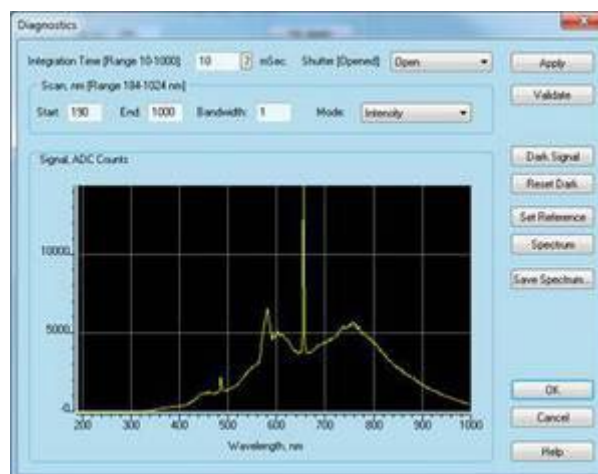 Diagnostics
Integration Time [Range 10-1000] 10 mSec Shutter [Opened] Open
Apply
Scan, nm [Range 184-1024 nm]
Validate
Start 190 End 1000 Bandwidth: 1 Mode: Intensity
Signal, ADC Counts
Dark Signal
Reset Dark
Set Reference
Spectrum
Save Spectrum...
10000
5000
0
200 300 400 500 600 700 800 900 1000
Wavelength, nm
OK
Cancel
Help